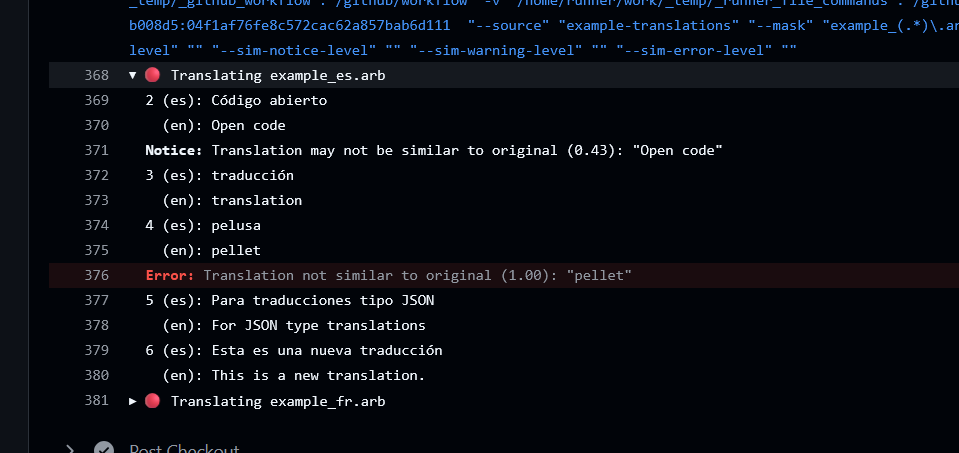 _temp/_github_workflow":"/github/workflow" -v "/home/runner/work/_temp/_runner_file_commands":"/githu
b008d5:04f1af76fe8c572cac62a857bab6d111 "--source" "example-translations" "--mask" "example_(.*)\.ar
level" "" "--sim-notice-level" "" "--sim-warning-level" "" "--sim-error-level" ""
368 ▼ 🔴 Translating example_es.arb
369 2 (es): Código abierto
370 (en): Open code
371 Notice: Translation may not be similar to original (0.43): "Open code"
372 3 (es): traducción
373 (en): translation
374 4 (es): pelusa
375 (en): pellet
376 Error: Translation not similar to original (1.00): "pellet"
377 5 (es): Para traducciones tipo JSON
378 (en): For JSON type translations
379 6 (es): Esta es una nueva traducción
380 (en): This is a new translation.
381 ▶ 🔴 Translating example_fr.arb
Post Checkout